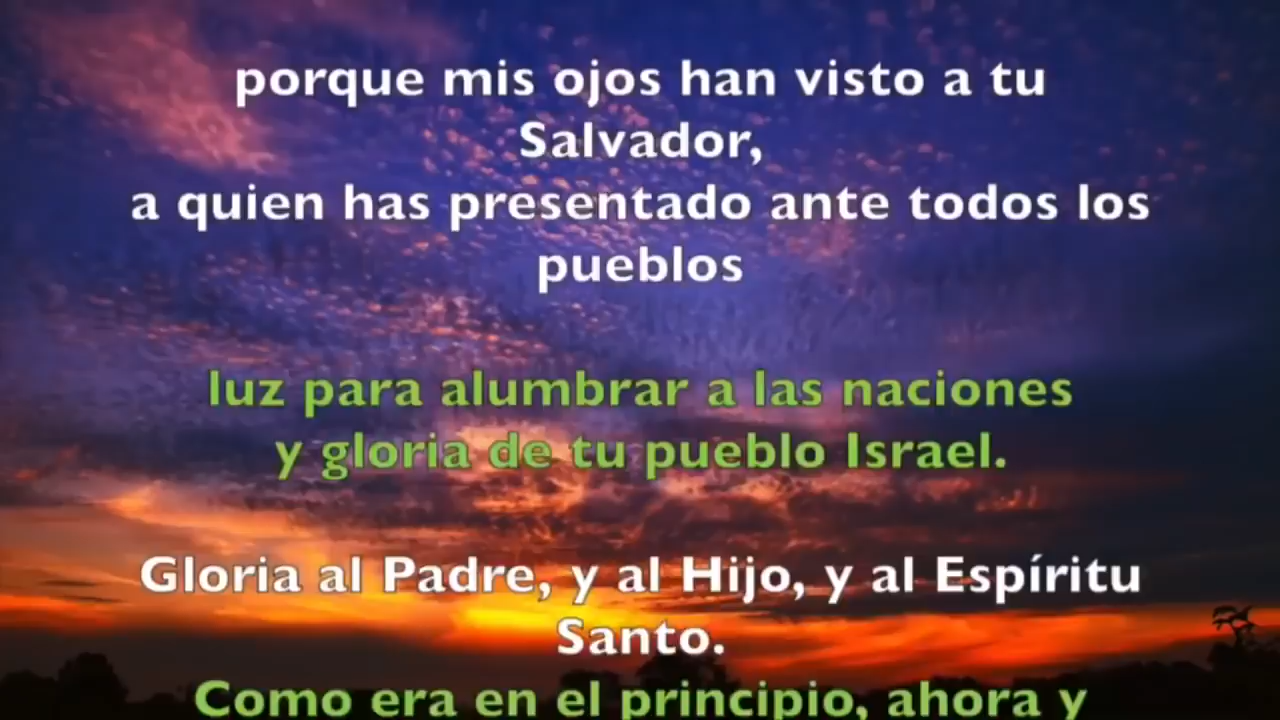 porque mis ojos han visto a tu
Salvador,
a quien has presentado ante todos los
pueblos
luz para alumbrar a las naciones
y gloria de tu pueblo Israel.
Gloria al Padre, y al Hijo, y al Espíritu
Santo.
Como era en el principio, ahora y